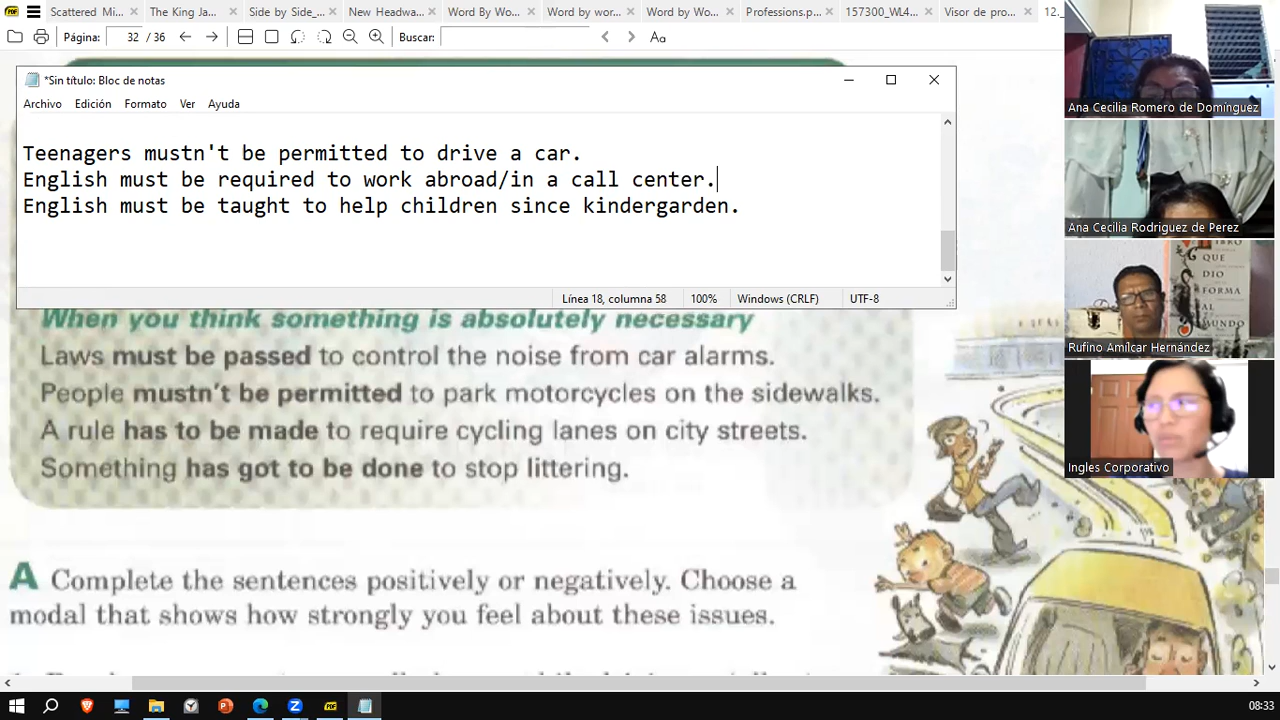 Scattered Mi...
The King Ja...
Side by Side_...
New Headwa...
Word By Wo...
Word by wor...
Word by Wo...
Professions.p...
157300_WL4...
Visor de pro...
12.
Página: 32 / 36
Buscar:
Aa
*Sin título: Bloc de notas
Archivo Edición Formato Ver Ayuda
Teenagers mustn't be permitted to drive a car.
English must be required to work abroad/in a call center.
English must be taught to help children since kindergarden.
Línea 18, columna 58 100% Windows (CRLF) UTF-8
When you think something is absolutely necessary
Laws must be passed to control the noise from car alarms.
People mustn't be permitted to park motorcycles on the sidewalks.
A rule has to be made to require cycling lanes on city streets.
Something has got to be done to stop littering.
A Complete the sentences positively or negatively. Choose a
modal that shows how strongly you feel about these issues.
Ana Cecilia Romero de Dominguez
Ana Cecilia Rodriguez de Perez
LIBRO
QUE
DIO
FORMA
AL
MUNDO
Rufino Amílcar Hernández
Ingles Corporativo
08:33